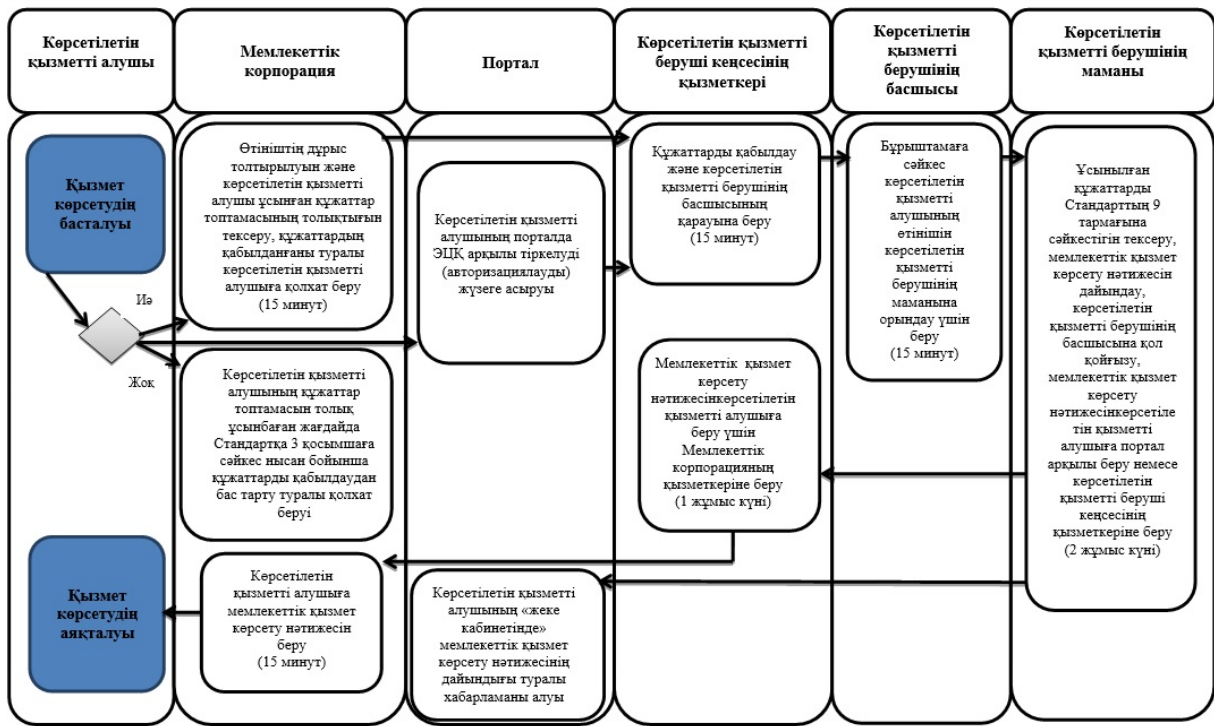 Көрсетілетін
қызметті алушы
Мемлекеттік
корпорация
Портал
Көрсетілетін қызметті
беруші кеңсесінің
қызметкері
Көрсетілетін
қызметті
берушінің
басшысы
Көрсетілетін
қызметті берушінің
маманы
Қызмет
көрсетудің
басталуы
Иә
Жоқ
Өтініштің дұрыс
толтырылуын және
көрсетілетін қызметті
алушы ұсынған құжаттар
топтамасының толықтығын
тексеру, құжаттардың
қабылданғаны туралы
көрсетілетін қызметті
алушыға қолхат беру
(15 минут)
Көрсетілетін қызметті
алушының порталда
ЭЦҚ арқылы тіркелуді
(авторизациялауды)
жүзеге асыруы
Құжаттарды қабылдау
және көрсетілетін
қызметті берушінің
басшысының
қарауына беру
(15 минут)
Бұрыштамаға
сәйкес
көрсетілетін
қызметті
алушының
өтінішін
көрсетілетін
қызметті
берушінің
маманына
орындау үшін
беру
(15 минут)
Ұсынылған
құжаттарды
Стандарттың 9
тармағына
сәйкестігін тексеру,
мемлекеттік қызмет
көрсету нәтижесін
дайындау,
көрсетілетін
қызметті берушінің
басшысына қол
қойғызу,
мемлекеттік қызмет
көрсету
нәтижесінкөрсетіле
тін қызметті
алушыға портал
арқылы беру немесе
көрсетілетін
қызметті беруші
кеңсесінің
қызметкеріне беру
(2 жұмыс күні)
Көрсетілетін қызметті
алушының құжаттар
топтамасын толық
ұсынбаған жағдайда
Стандартқа 3 қосымшаға
сәйкес нысан бойынша
құжаттарды қабылдаудан
бас тарту туралы қолхат
беруі
Мемлекеттік қызмет
көрсету
нәтижесінкөрсетілетін
қызметті алушыға
беру үшін
Мемлекеттік
корпорацияның
қызметкеріне беру
(1 жұмыс күні)
Қызмет
көрсетудің
аяқталуы
Көрсетілетін
қызметті алушыға
мемлекеттік қызмет
көрсету нәтижесін
беру
(15 минут)
Көрсетілетін қызметті
алушының «жеке
кабинетінде»
мемлекеттік қызмет
көрсету нәтижесінің
дайындығы туралы
хабарламаны алуы